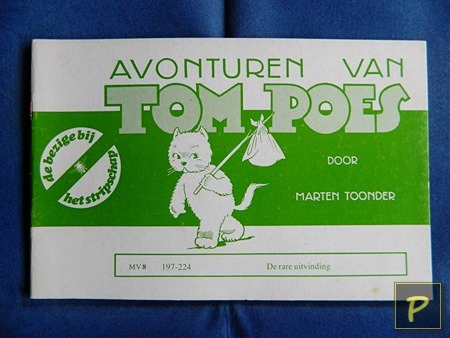 AVONTUREN VAN
TOM POES
DOOR
MARTEN TOONDER
de bezige bij
het stripschap
MV8 197-224 De rare uitvinding
P